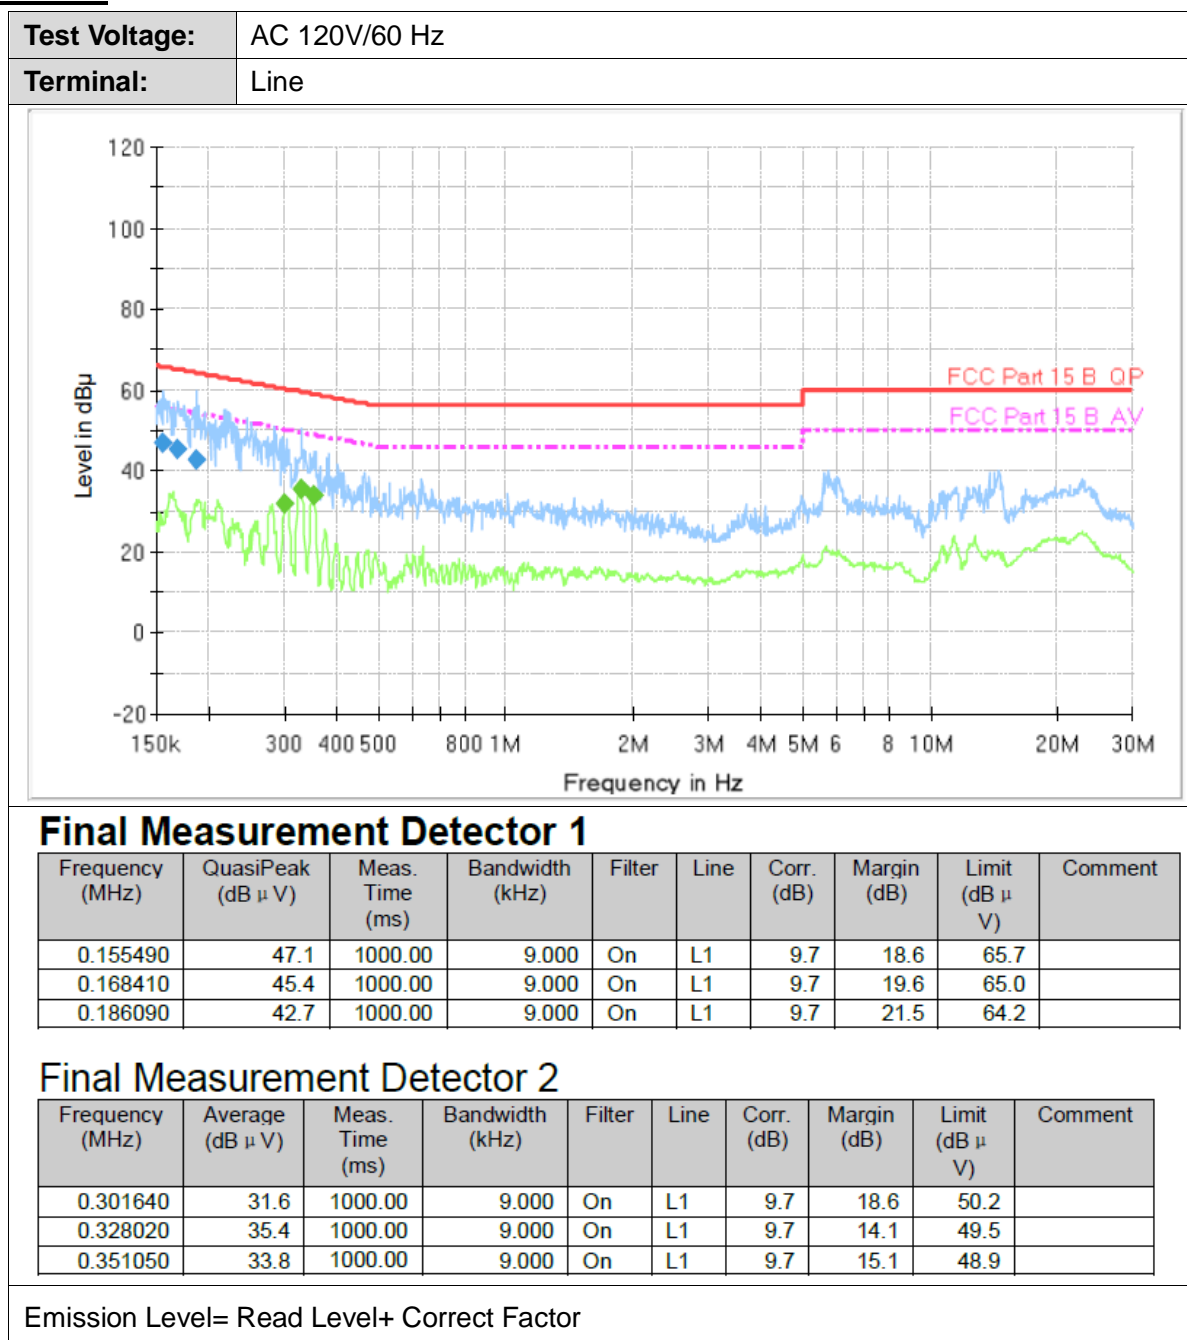 Test Voltage: AC 120V/60 Hz
Terminal: Line
120
100
80
60
40
20
0
-20
Level in dBµ
FCC Part 15 B QP
FCC Part 15 B AV
150k 300 400 500 800 1M 2M 3M 4M 5M 6 8 10M 20M 30M
Frequency in Hz
Final Measurement Detector 1
Frequency (MHz) QuasiPeak (dB µ V) Meas. Time (ms) Bandwidth (kHz) Filter Line Corr. (dB) Margin (dB) Limit (dB µ V) Comment
0.155490 47.1 1000.00 9.000 On L1 9.7 18.6 65.7
0.168410 45.4 1000.00 9.000 On L1 9.7 19.6 65.0
0.186090 42.7 1000.00 9.000 On L1 9.7 21.5 64.2
Final Measurement Detector 2
Frequency (MHz) Average (dB µ V) Meas. Time (ms) Bandwidth (kHz) Filter Line Corr. (dB) Margin (dB) Limit (dB µ V) Comment
0.301640 31.6 1000.00 9.000 On L1 9.7 18.6 50.2
0.328020 35.4 1000.00 9.000 On L1 9.7 14.1 49.5
0.351050 33.8 1000.00 9.000 On L1 9.7 15.1 48.9
Emission Level= Read Level+ Correct Factor